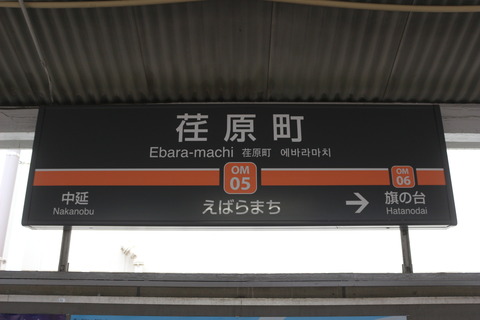 荏原町
Ebara-machi 荏原町 에바라마치
OM 05
OM 06
中延
えばらまち
→
旗の台
Nakanobu
Hatanodai